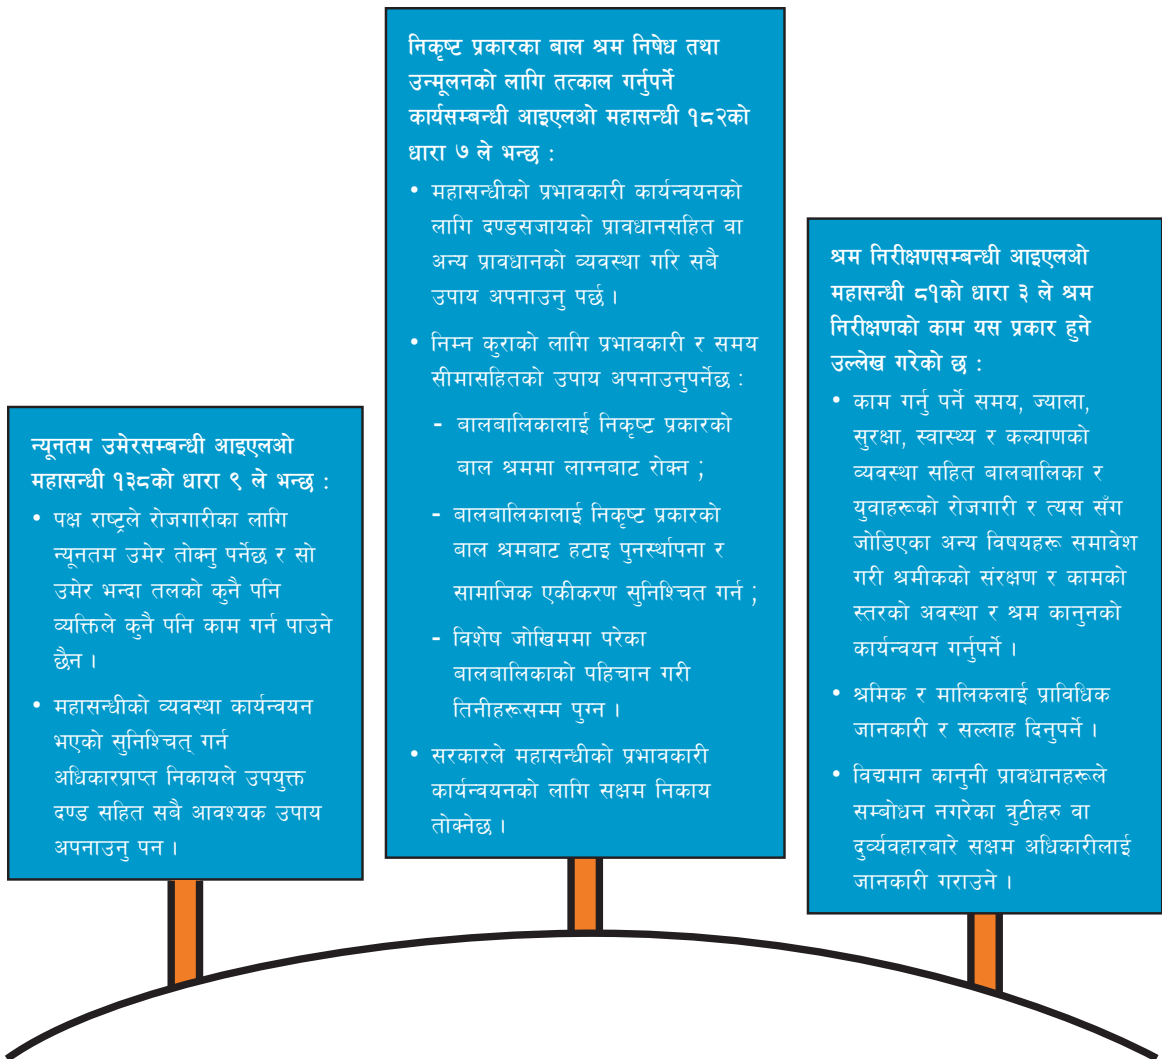 न्यूनतम उमेरसम्बन्धी आइएलओ
महासन्धी १३८को धारा ९ ले भन्छ :
• पक्ष राष्ट्रले रोजगारीका लागि
न्यूनतम उमेर तोक्नु पर्नेछ र सो
उमेर भन्दा तलको कुनै पनि
व्यक्तिले कुनै पनि काम गर्न पाउने
छैन ।
• महासन्धीको व्यवस्था कार्यन्वयन
भएको सुनिश्चित् गर्न
अधिकारप्राप्त निकायले उपयुक्त
दण्ड सहित सबै आवश्यक उपाय
अपनाउनु पन ।
निकृष्ट प्रकारका बाल श्रम निषेध तथा
उन्मूलनको लागि तत्काल गर्नुपर्ने
कार्यसम्बन्धी आइएलओ महासन्धी १८२को
धारा ७ ले भन्छ :
• महासन्धीको प्रभावकारी कार्यन्वयनको
लागि दण्डसजायको प्रावधानसहित वा
अन्य प्रावधानको व्यवस्था गरि सबै
उपाय अपनाउनु पर्छ ।
• निम्न कुराको लागि प्रभावकारी र समय
सीमासहितको उपाय अपनाउनुपर्नेछ :
- बालबालिकालाई निकृष्ट प्रकारको
बाल श्रममा लाग्नबाट रोक्न ;
- बालबालिकालाई निकृष्ट प्रकारको
बाल श्रमबाट हटाइ पुनर्स्थापना र
सामाजिक एकीकरण सुनिश्चित गर्न ;
- विशेष जोखिममा परेका
बालबालिकाको पहिचान गरी
तिनीहरूसम्म पुग्न ।
• सरकारले महासन्धीको प्रभावकारी
कार्यन्वयनको लागि सक्षम निकाय
तोक्नेछ ।
श्रम निरीक्षणसम्बन्धी आइएलओ
महासन्धी ८१को धारा ३ ले श्रम
निरीक्षणको काम यस प्रकार हुने
उल्लेख गरेको छ :
• काम गर्नु पर्ने समय, ज्याला,
सुरक्षा, स्वास्थ्य र कल्याणको
व्यवस्था सहित बालबालिका र
युवाहरूको रोजगारी र त्यस सँग
जोडिएका अन्य विषयहरू समावेश
गरी श्रमीकको संरक्षण र कामको
स्तरको अवस्था र श्रम कानुनको
कार्यन्वयन गर्नुपर्ने ।
• श्रमिक र मालिकलाई प्राविधिक
जानकारी र सल्लाह दिनुपर्ने ।
• विद्यमान कानुनी प्रावधानहरूले
सम्बोधन नगरेका त्रुटीहरु वा
दुर्व्यवहारबारे सक्षम अधिकारीलाई
जानकारी गराउने ।